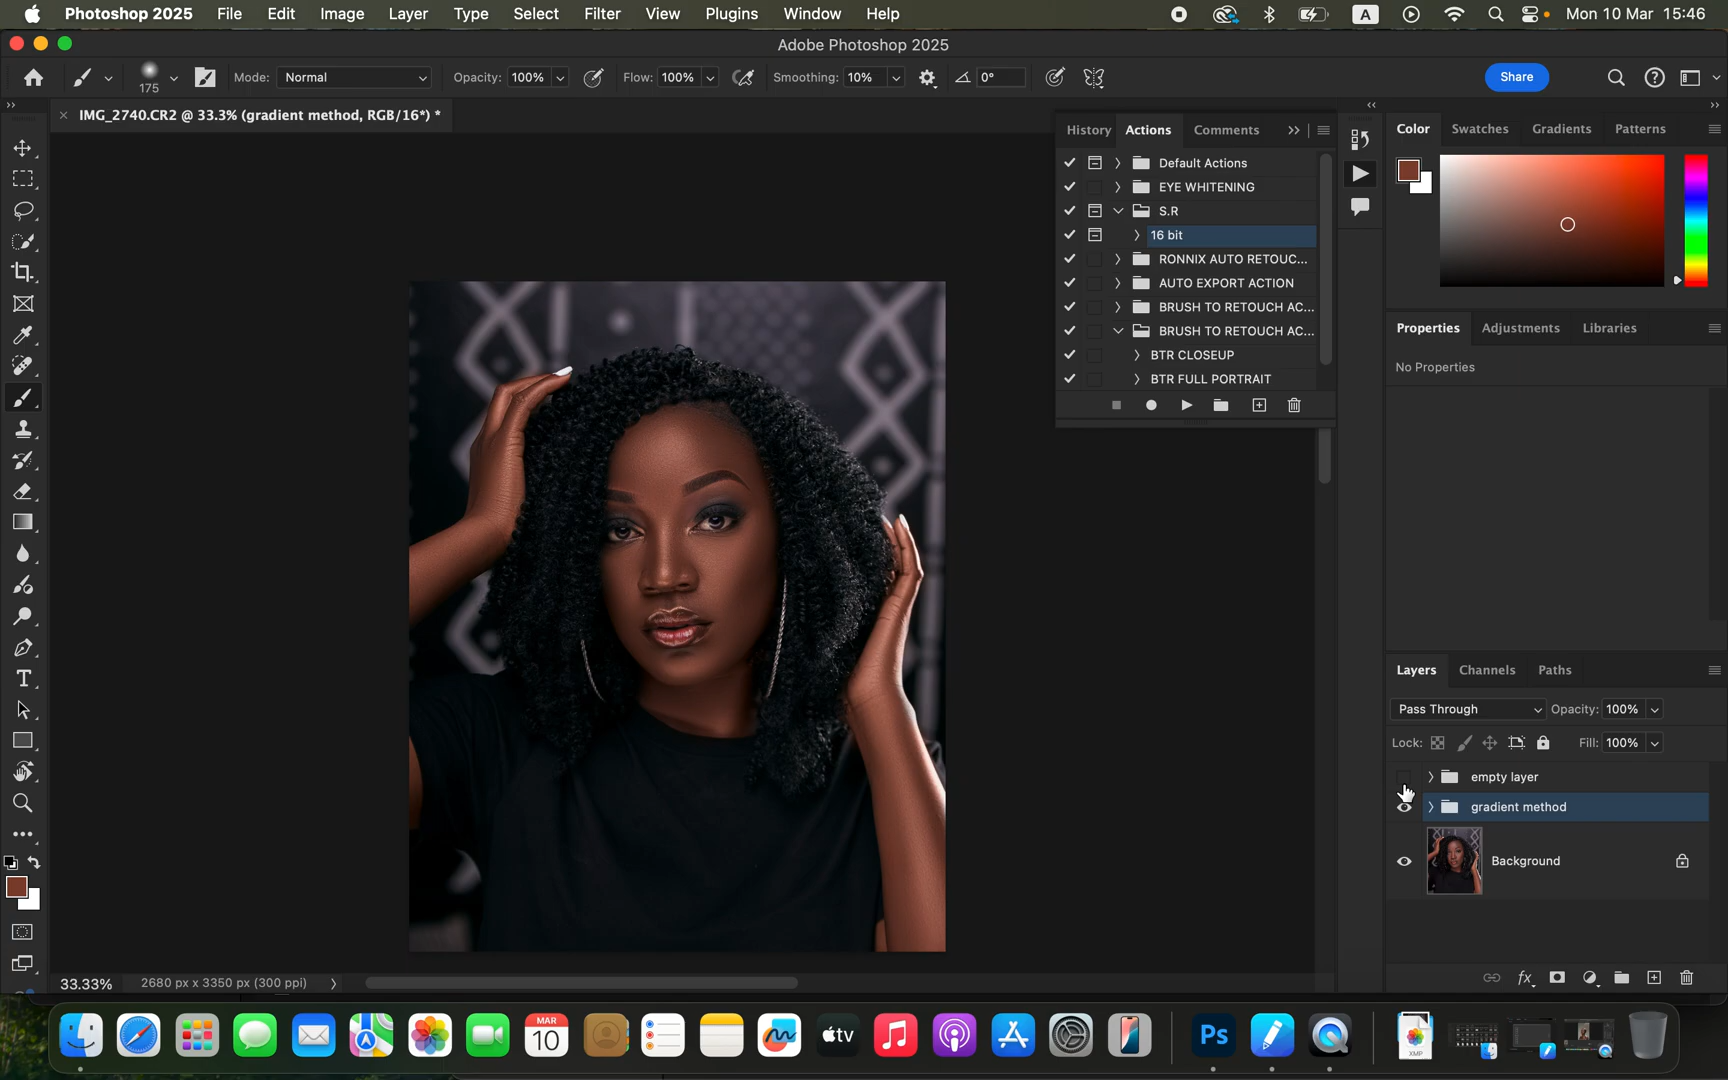 Photoshop 2025 File Edit Image Layer Type Select Filter View Plugins Window Help A Mon 10 Mar 15:46
Adobe Photoshop 2025
175 Mode: Normal Opacity: 100% Flow: 100% Smoothing: 10% 0° Share
IMG_2740.CR2 @ 33.3% (gradient method, RGB/16*) *
History Actions Comments
Default Actions
EYE WHITENING
S.R
16 bit
RONNIX AUTO RETOUC...
AUTO EXPORT ACTION
BRUSH TO RETOUCH AC...
BRUSH TO RETOUCH AC...
BTR CLOSEUP
BTR FULL PORTRAIT
Color Swatches Gradients Patterns
Properties Adjustments Libraries
No Properties
Layers Channels Paths
Pass Through Opacity: 100%
Lock: Fill: 100%
empty layer
gradient method
Background
33.33% 2680 px x 3350 px (300 ppi)
MAR
10
tv
Ps
XMP